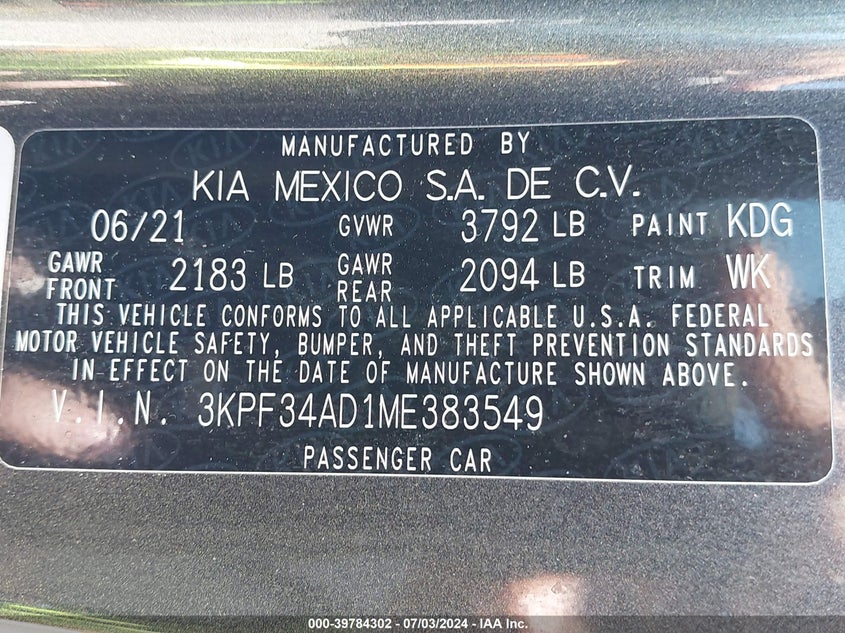 MANUFACTURED BY
KIA MEXICO S.A. DE C.V.
06/21 GVWR 3792 LB PAINT KDG
GAWR FRONT 2183 LB GAWR REAR 2094 LB TRIM WK
THIS VEHICLE CONFORMS TO ALL APPLICABLE U.S.A. FEDERAL
MOTOR VEHICLE SAFETY, BUMPER, AND THEFT PREVENTION STANDARDS
IN EFFECT ON THE DATE OF MANUFACTURE SHOWN ABOVE.
V.I.N. 3KPF34AD1ME383549
PASSENGER CAR
000-39784302 - 07/03/2024 - IAA Inc.